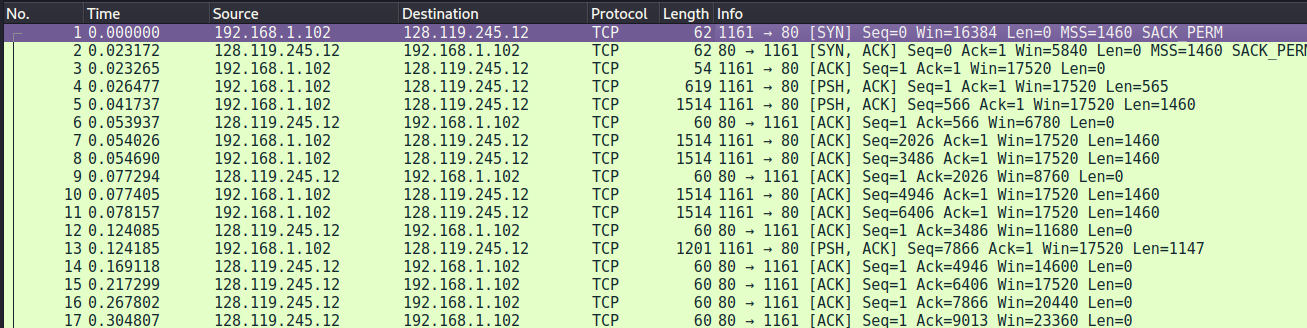 No. Time Source Destination Protocol Length Info
1 0.000000 192.168.1.102 128.119.245.12 TCP 62 1161 → 80 [SYN] Seq=0 Win=16384 Len=0 MSS=1460 SACK_PERM
2 0.023172 128.119.245.12 192.168.1.102 TCP 62 80 → 1161 [SYN, ACK] Seq=0 Ack=1 Win=5840 Len=0 MSS=1460 SACK_PERM
3 0.023265 192.168.1.102 128.119.245.12 TCP 54 1161 → 80 [ACK] Seq=1 Ack=1 Win=17520 Len=0
4 0.026477 192.168.1.102 128.119.245.12 TCP 619 1161 → 80 [PSH, ACK] Seq=1 Ack=1 Win=17520 Len=565
5 0.041737 192.168.1.102 128.119.245.12 TCP 1514 1161 → 80 [PSH, ACK] Seq=566 Ack=1 Win=17520 Len=1460
6 0.053937 128.119.245.12 192.168.1.102 TCP 60 80 → 1161 [ACK] Seq=1 Ack=566 Win=6780 Len=0
7 0.054026 192.168.1.102 128.119.245.12 TCP 1514 1161 → 80 [ACK] Seq=2026 Ack=1 Win=17520 Len=1460
8 0.054690 192.168.1.102 128.119.245.12 TCP 1514 1161 → 80 [ACK] Seq=3486 Ack=1 Win=17520 Len=1460
9 0.077294 128.119.245.12 192.168.1.102 TCP 60 80 → 1161 [ACK] Seq=1 Ack=2026 Win=8760 Len=0
10 0.077405 192.168.1.102 128.119.245.12 TCP 1514 1161 → 80 [ACK] Seq=4946 Ack=1 Win=17520 Len=1460
11 0.078157 192.168.1.102 128.119.245.12 TCP 1514 1161 → 80 [ACK] Seq=6406 Ack=1 Win=17520 Len=1460
12 0.124085 128.119.245.12 192.168.1.102 TCP 60 80 → 1161 [ACK] Seq=1 Ack=3486 Win=11680 Len=0
13 0.124185 192.168.1.102 128.119.245.12 TCP 1201 1161 → 80 [PSH, ACK] Seq=7866 Ack=1 Win=17520 Len=1147
14 0.169118 128.119.245.12 192.168.1.102 TCP 60 80 → 1161 [ACK] Seq=1 Ack=4946 Win=14600 Len=0
15 0.217299 128.119.245.12 192.168.1.102 TCP 60 80 → 1161 [ACK] Seq=1 Ack=6406 Win=17520 Len=0
16 0.267802 128.119.245.12 192.168.1.102 TCP 60 80 → 1161 [ACK] Seq=1 Ack=7866 Win=20440 Len=0
17 0.304807 128.119.245.12 192.168.1.102 TCP 60 80 → 1161 [ACK] Seq=1 Ack=9013 Win=23360 Len=0